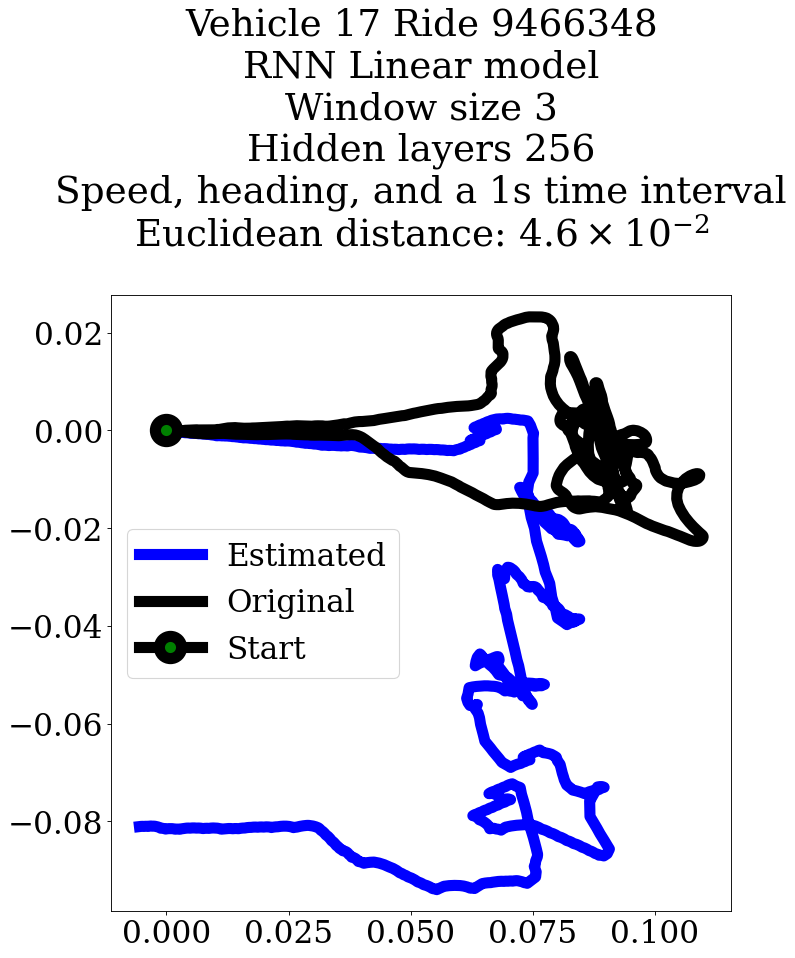 Vehicle 17 Ride 9466348
RNN Linear model
Window size 3
Hidden layers 256
Speed, heading, and a 1s time interval
Euclidean distance: 4.6 × 10⁻²
0.02
0.00
−0.02
−0.04
−0.06
−0.08
Estimated
Original
Start
0.000 0.025 0.050 0.075 0.100